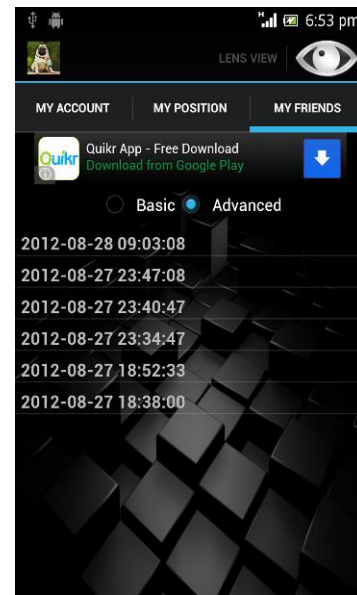 H
6:53 pm
LENS VIEW
MY ACCOUNT MY POSITION MY FRIENDS
Quikr
Quikr App - Free Download
Download from Google Play
Basic Advanced
2012-08-28 09:03:08
2012-08-27 23:47:08
2012-08-27 23:40:47
2012-08-27 23:34:47
2012-08-27 18:52:33
2012-08-27 18:38:00